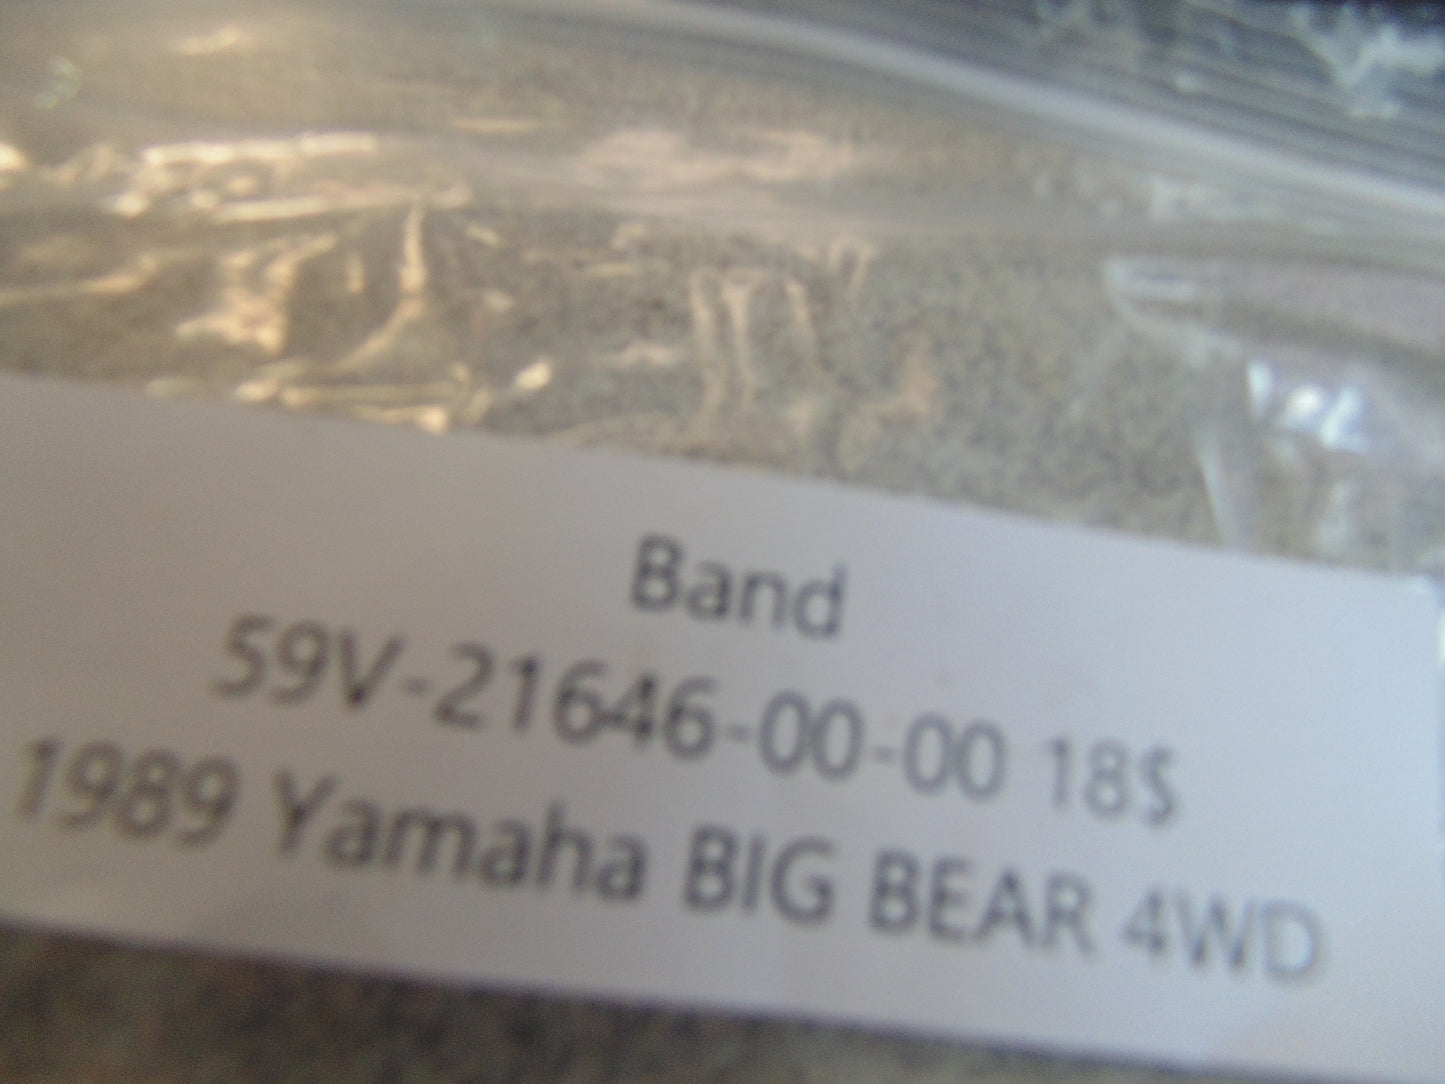 Band
59V-21646-00-00 18$
1989 Yamaha BIG BEAR 4WD